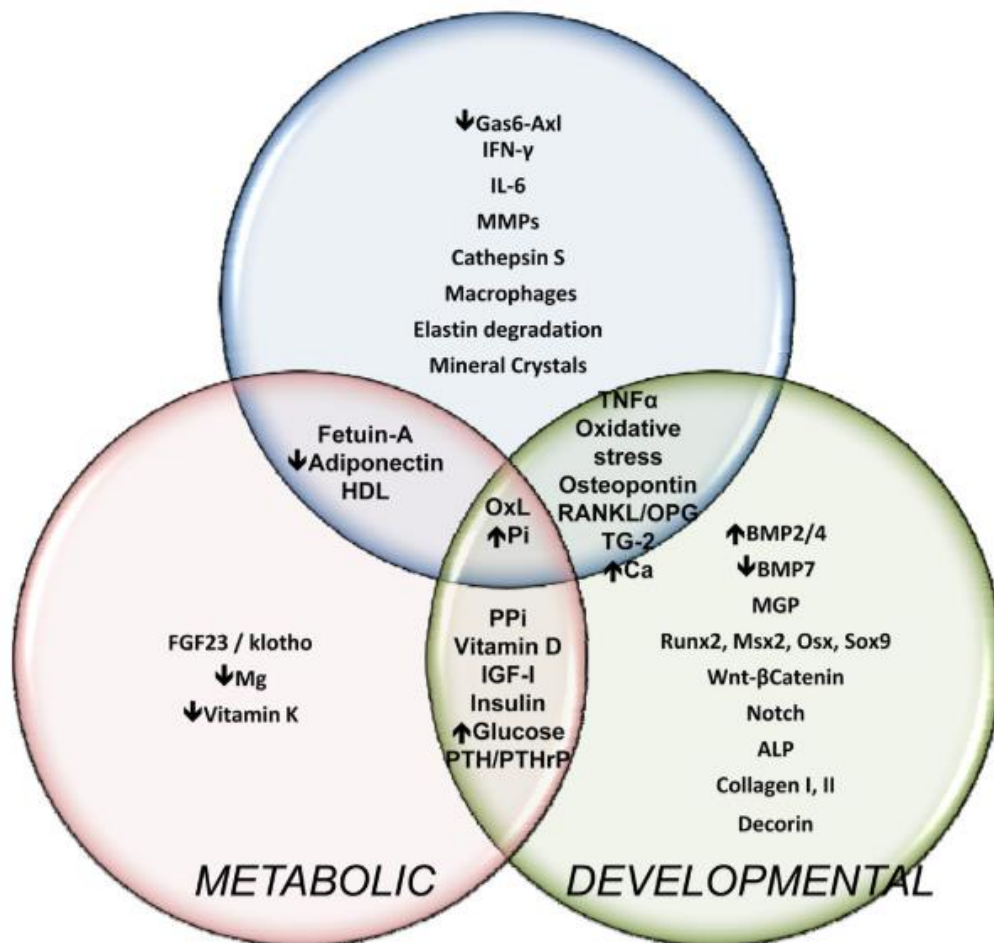 ↓Gas6-Axl
IFN-γ
IL-6
MMPs
Cathepsin S
Macrophages
Elastin degradation
Mineral Crystals
Fetuin-A
↓Adiponectin
HDL
TNFα
Oxidative
stress
Osteopontin
RANKL/OPG
TG-2
↑Ca
OxL
↑Pi
↑BMP2/4
↓BMP7
MGP
Runx2, Msx2, Osx, Sox9
Wnt-βCatenin
Notch
ALP
Collagen I, II
Decorin
PPi
Vitamin D
IGF-I
Insulin
↑Glucose
PTH/PTHrP
FGF23 / klotho
↓Mg
↓Vitamin K
METABOLIC
DEVELOPMENTAL